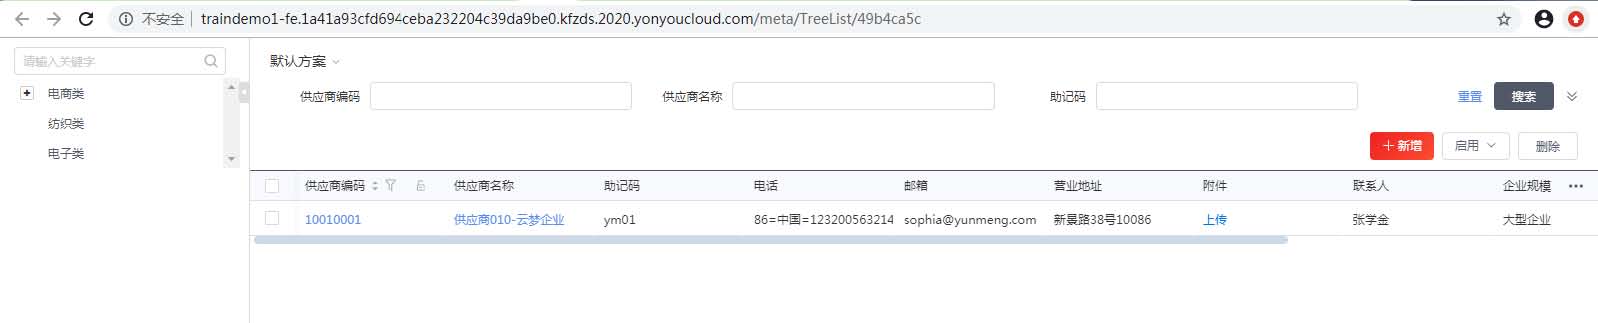 不安全 traindemo1-fe.1a41a93cfd694ceba232204c39da9be0.kfzds.2020.yonyoucloud.com/meta/TreeList/49b4ca5c
请输入关键字
电商类
纺织类
电子类
默认方案
供应商编码 供应商名称 助记码 重置 搜索
新增 启用 删除
供应商编码 供应商名称 助记码 电话 邮箱 营业地址 附件 联系人 企业规模
10010001 供应商010-云梦企业 ym01 86=中国=123200563214 sophia@yunmeng.com 新景路38号10086 上传 张学金 大型企业